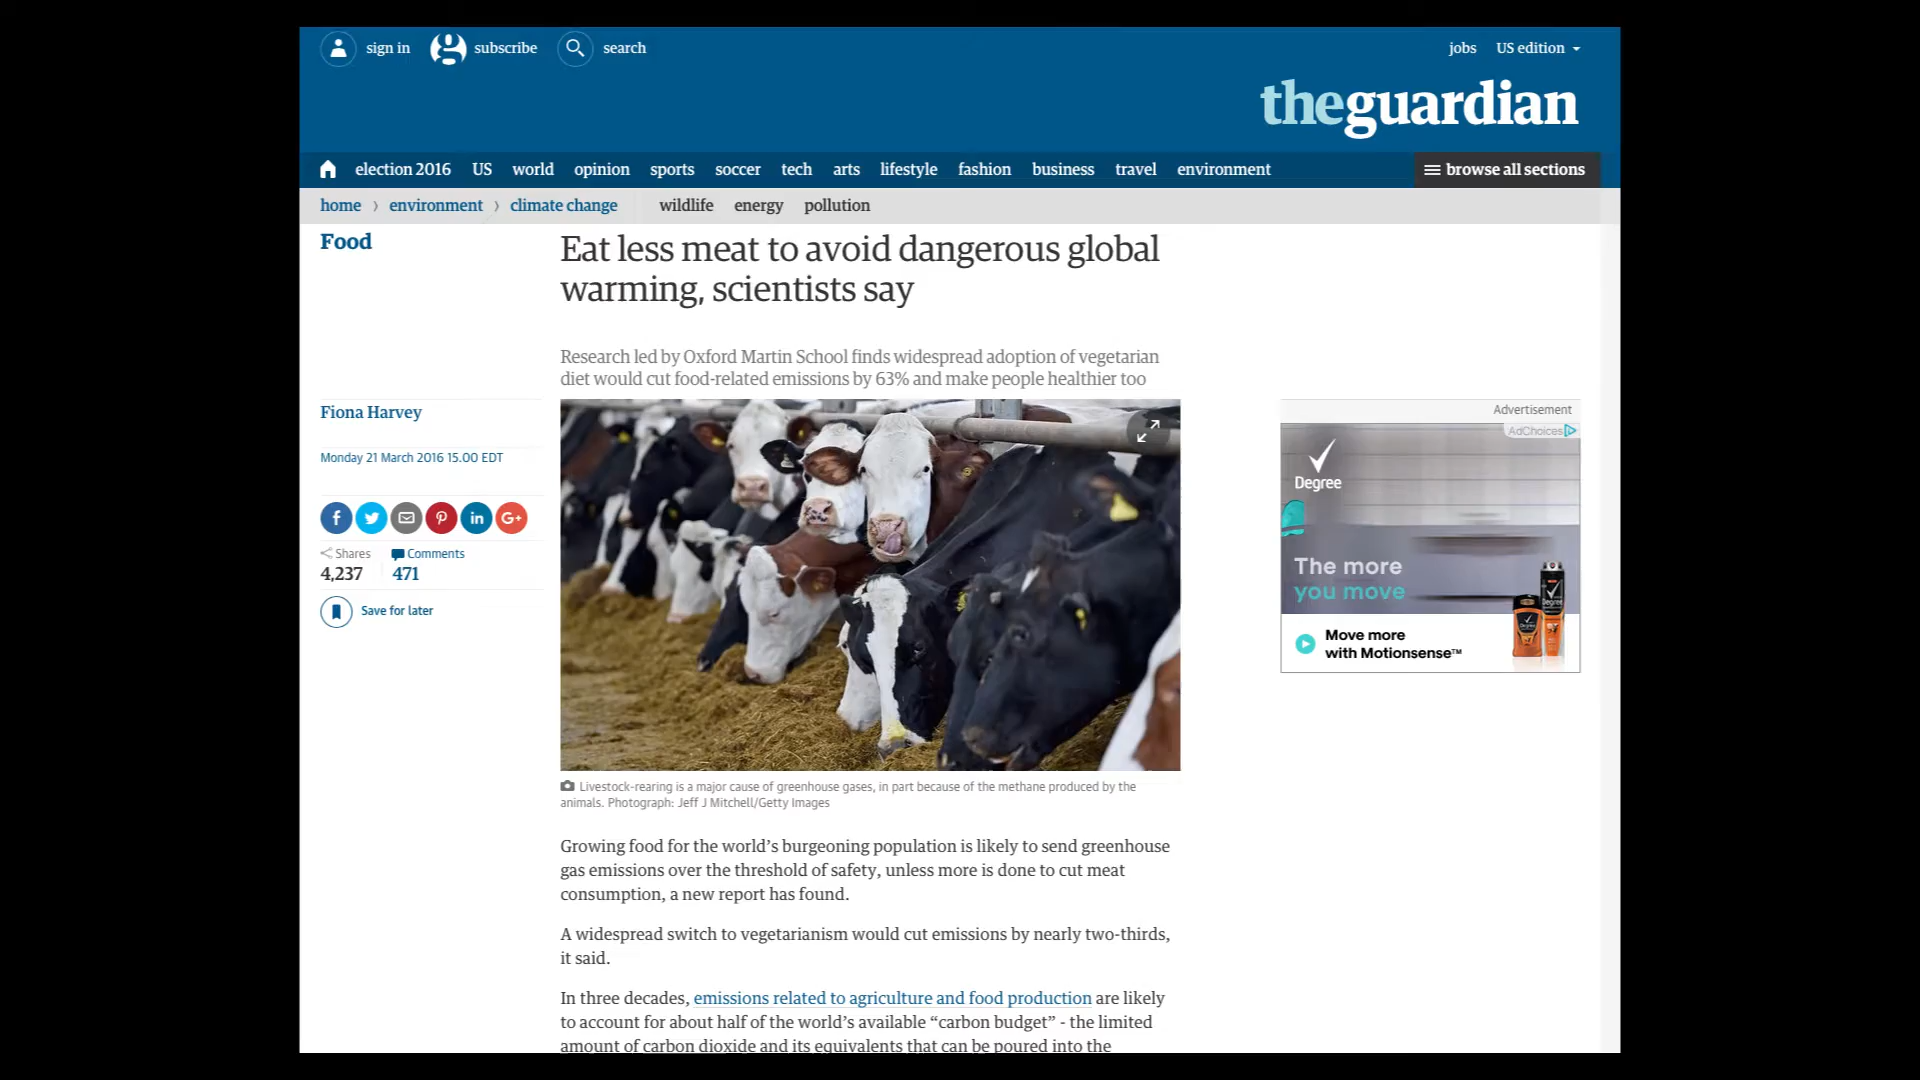 sign in subscribe search jobs US edition
theguardian
election 2016 US world opinion sports soccer tech arts lifestyle fashion business travel environment browse all sections
home › environment › climate change wildlife energy pollution
Food
Eat less meat to avoid dangerous global
warming, scientists say
Research led by Oxford Martin School finds widespread adoption of vegetarian
diet would cut food-related emissions by 63% and make people healthier too
Fiona Harvey
Monday 21 March 2016 15.00 EDT
f in G+
Shares Comments
4,237 471
Save for later
Advertisement
AdChoices
Degree
The more
you move
Degree
Degree
Move more
with Motionsense™
Livestock-rearing is a major cause of greenhouse gases, in part because of the methane produced by the
animals. Photograph: Jeff J Mitchell/Getty Images
Growing food for the world’s burgeoning population is likely to send greenhouse
gas emissions over the threshold of safety, unless more is done to cut meat
consumption, a new report has found.
A widespread switch to vegetarianism would cut emissions by nearly two-thirds,
it said.
In three decades, emissions related to agriculture and food production are likely
to account for about half of the world’s available “carbon budget” - the limited
amount of carbon dioxide and its equivalents that can be poured into the